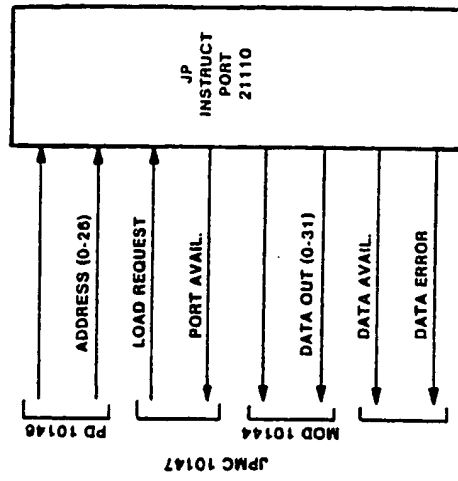 JP
INSTRUCT
PORT
21110
ADDRESS (0-26)
LOAD REQUEST
PORT AVAIL.
DATA OUT (0-31)
DATA AVAIL.
DATA ERROR
PD 10146
MOD 10144
JPMC 10147